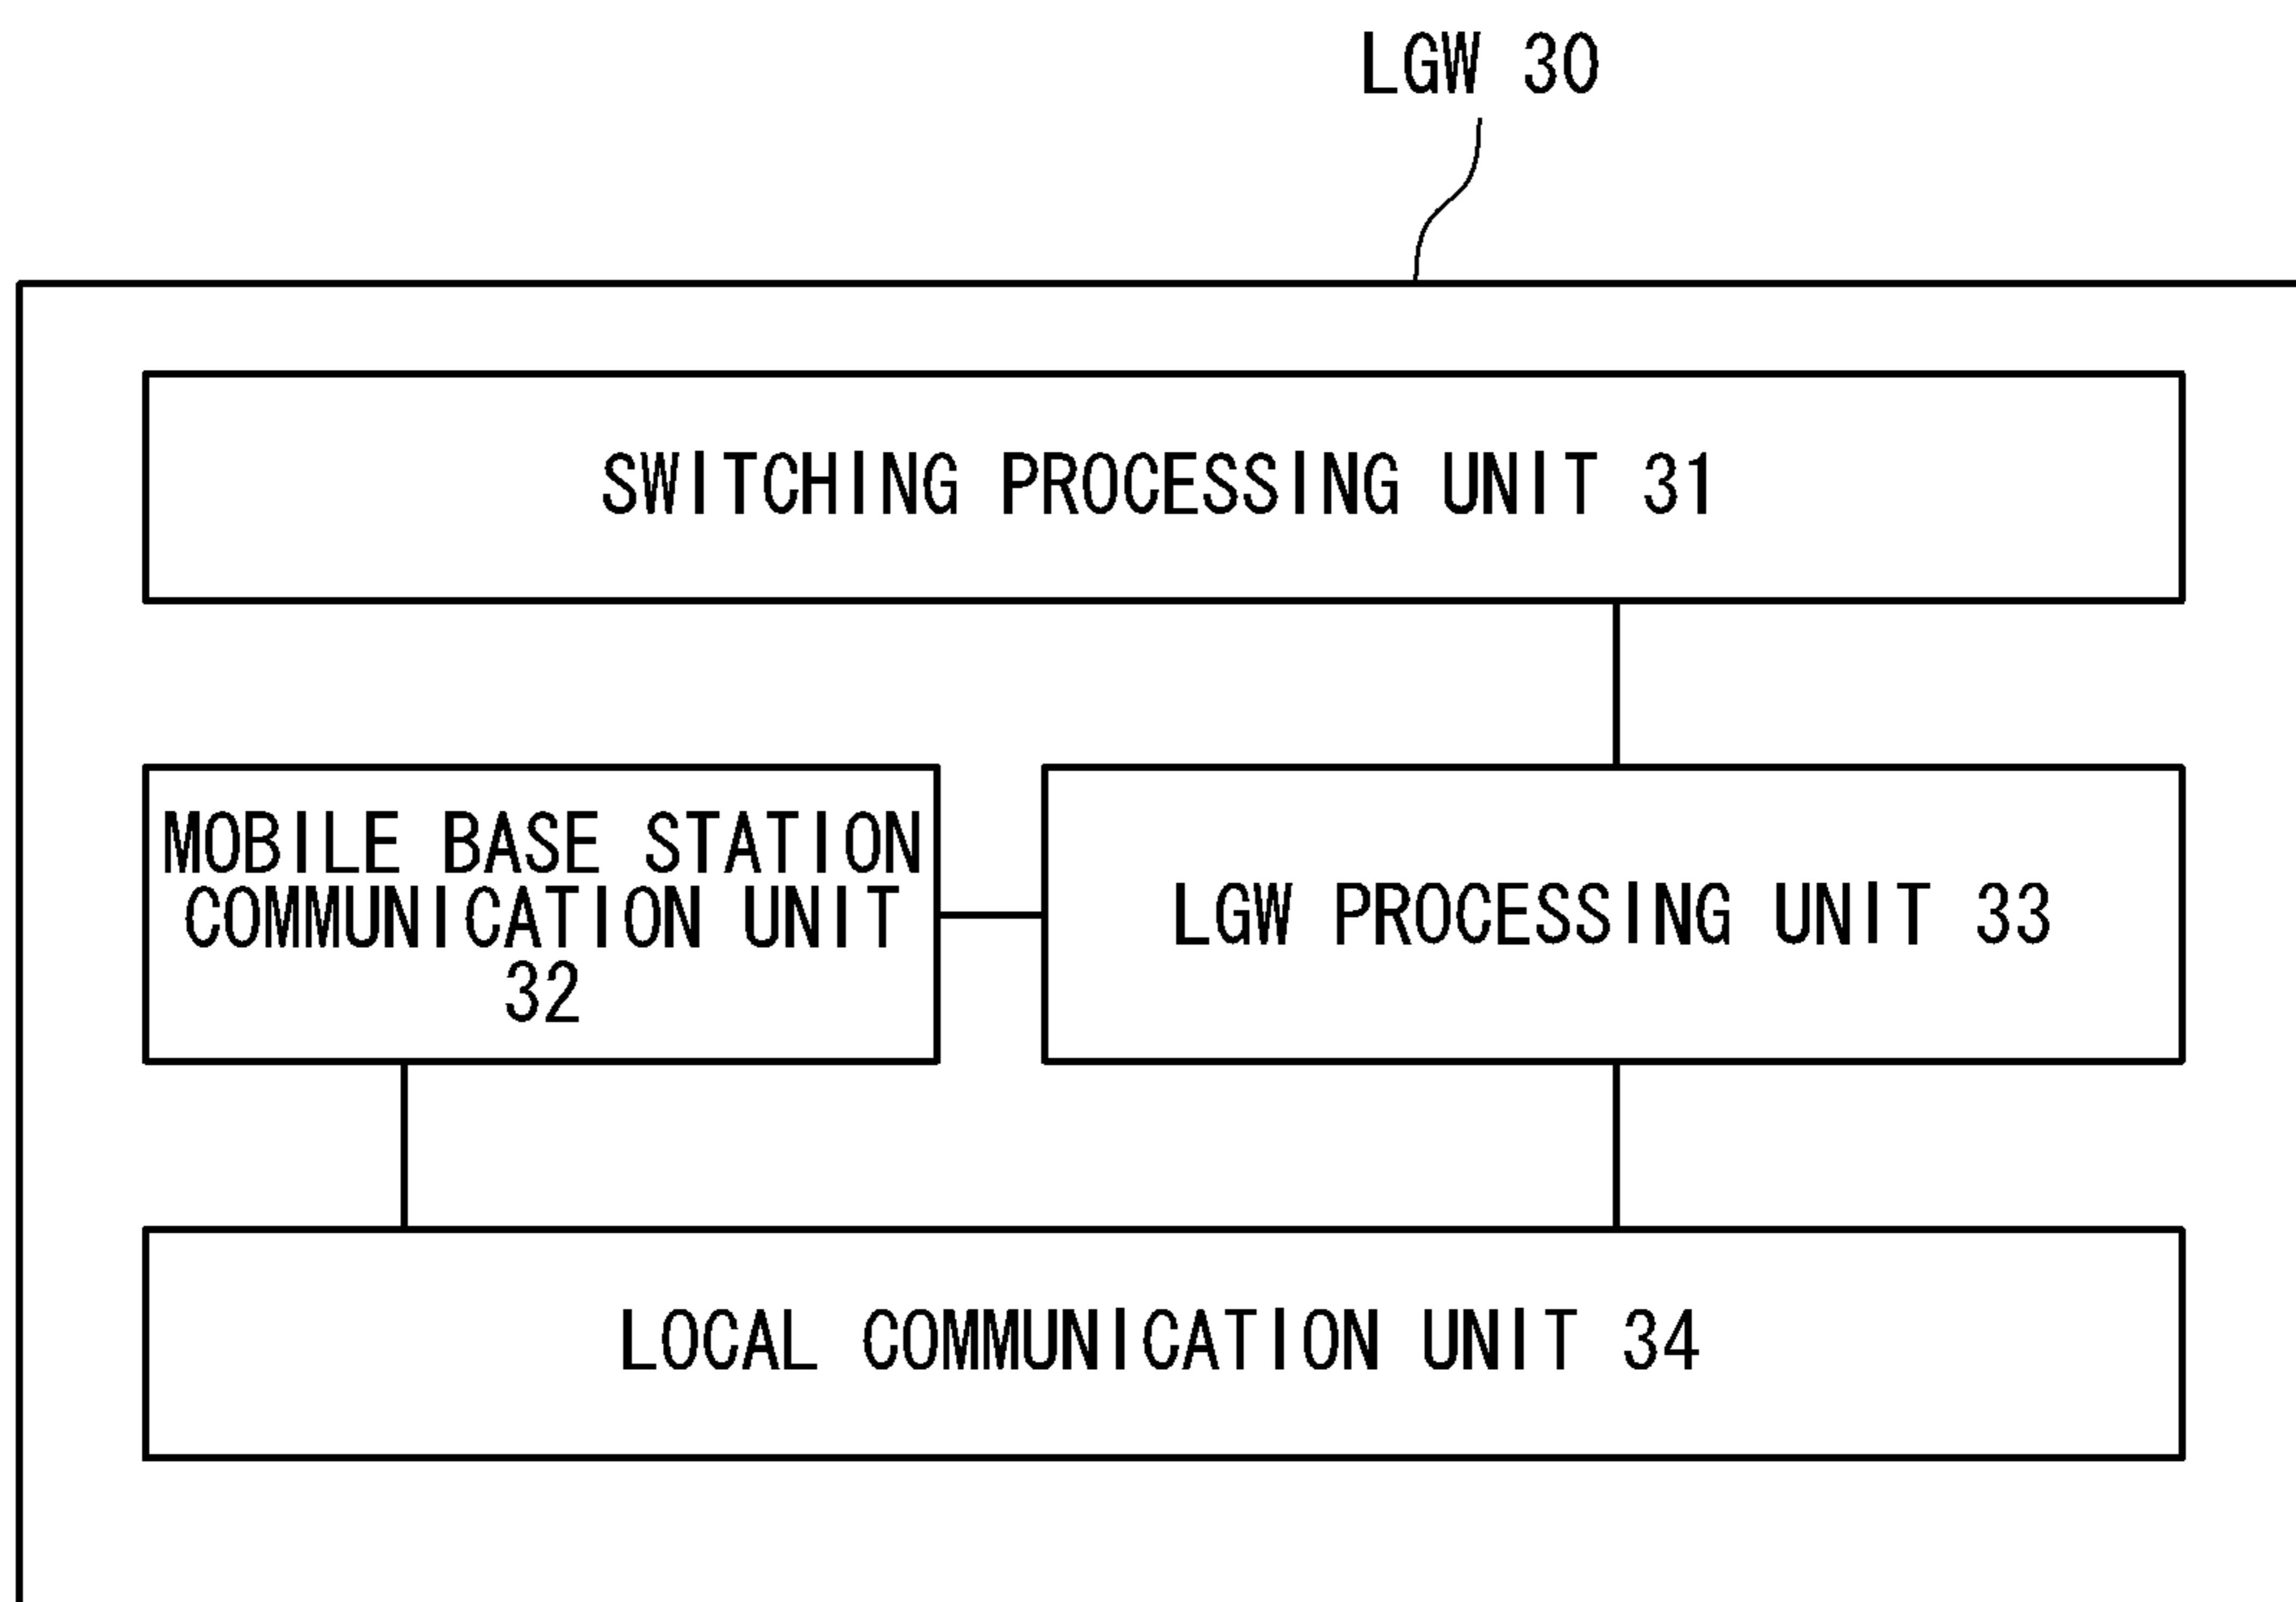 LGW 30
SWITCHING PROCESSING UNIT 31
MOBILE BASE STATION
COMMUNICATION UNIT
32
LGW PROCESSING UNIT 33
LOCAL COMMUNICATION UNIT 34